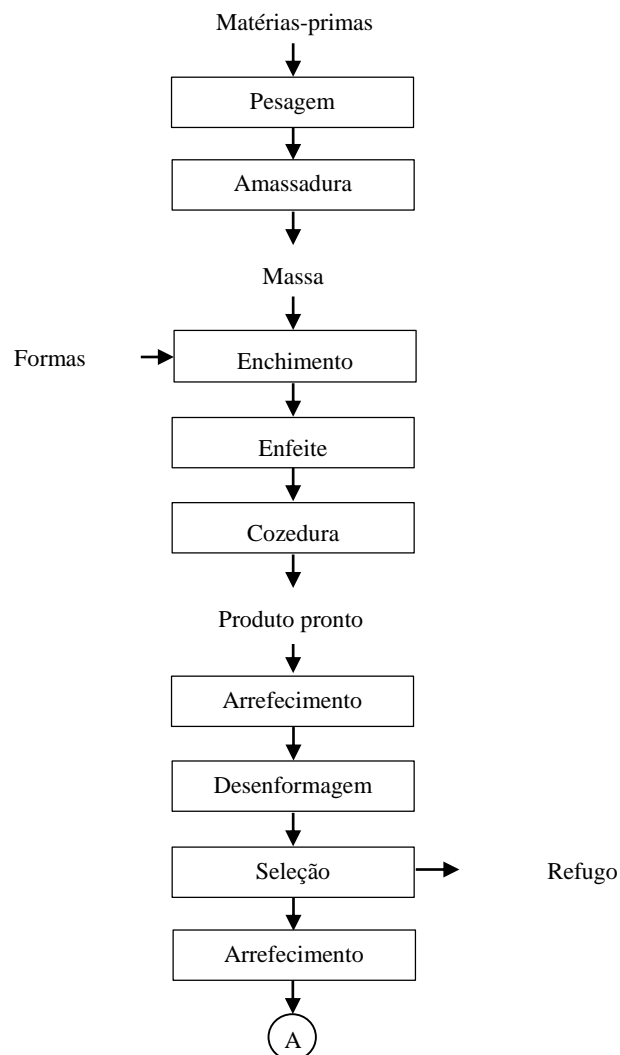 Matérias-primas
Pesagem
Amassadura
Massa
Formas
Enchimento
Enfeite
Cozedura
Produto pronto
Arrefecimento
Desenformagem
Seleção
Refugo
Arrefecimento
A